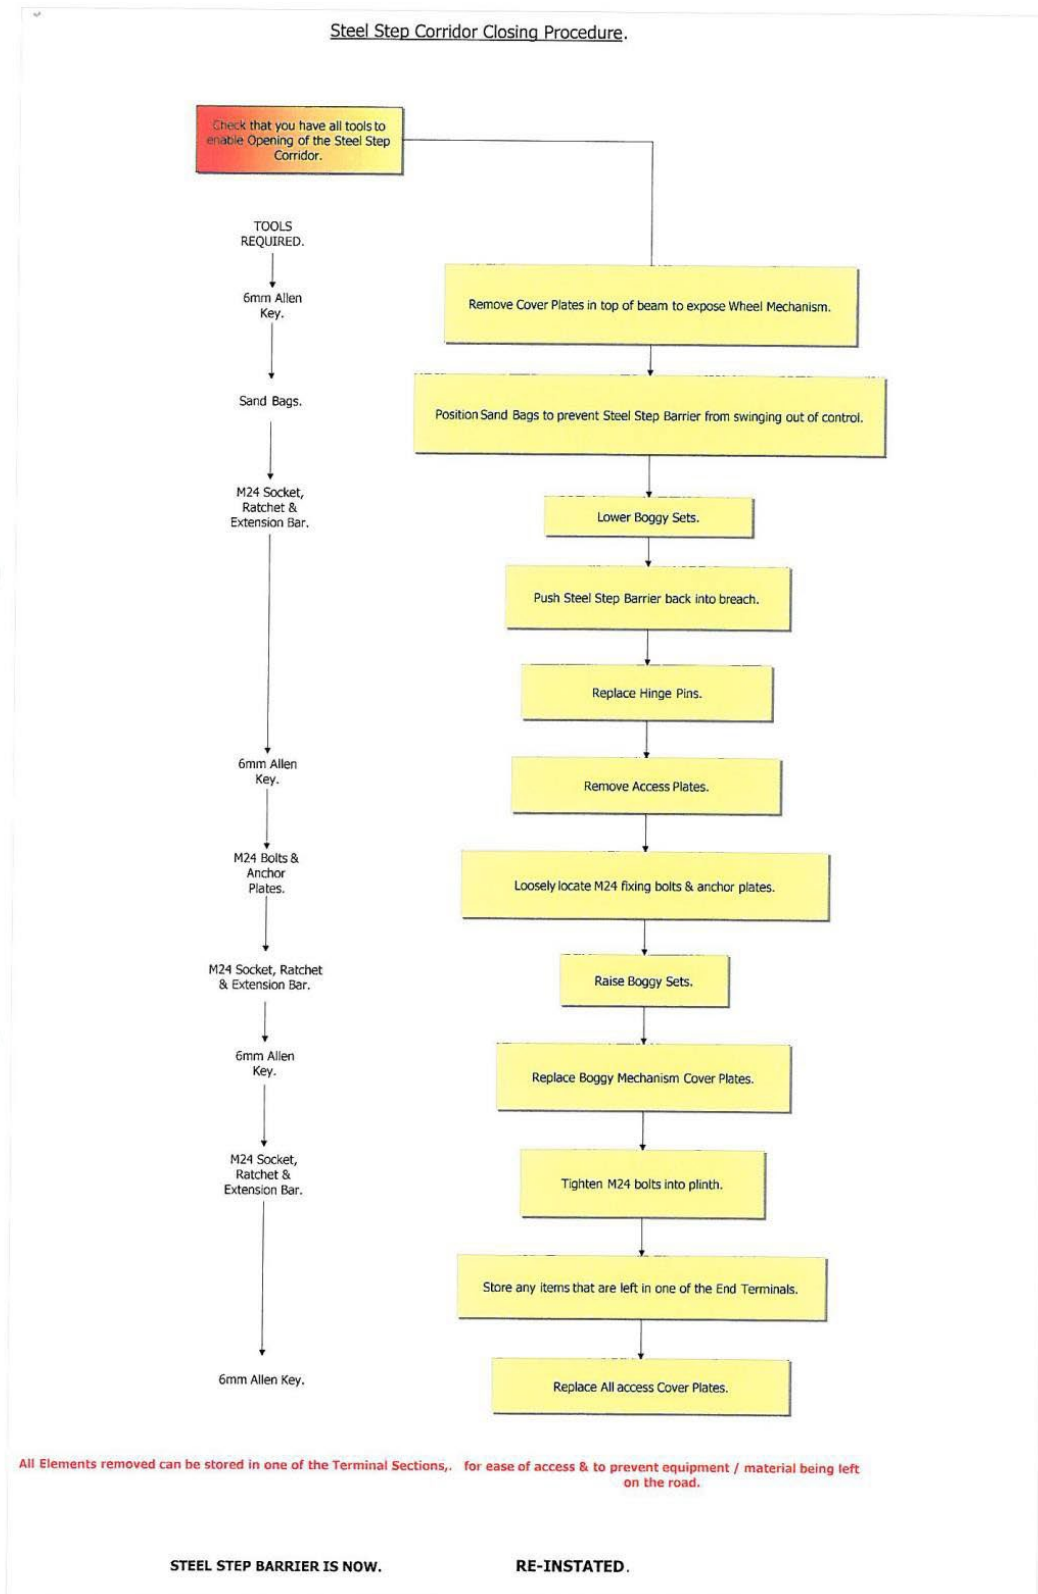 Steel Step Corridor Closing Procedure.
Check that you have all tools to
enable Opening of the Steel Step
Corridor.
TOOLS
REQUIRED.
6mm Allen
Key.
Remove Cover Plates in top of beam to expose Wheel Mechanism.
Sand Bags.
Position Sand Bags to prevent Steel Step Barrier from swinging out of control.
M24 Socket,
Ratchet &
Extension Bar.
Lower Boggy Sets.
Push Steel Step Barrier back into breach.
Replace Hinge Pins.
6mm Allen
Key.
Remove Access Plates.
M24 Bolts &
Anchor
Plates.
Loosely locate M24 fixing bolts & anchor plates.
M24 Socket, Ratchet
& Extension Bar.
Raise Boggy Sets.
6mm Allen
Key.
Replace Boggy Mechanism Cover Plates.
M24 Socket,
Ratchet &
Extension Bar.
Tighten M24 bolts into plinth.
Store any items that are left in one of the End Terminals.
6mm Allen Key.
Replace All access Cover Plates.
All Elements removed can be stored in one of the Terminal Sections,. for ease of access & to prevent equipment / material being left
on the road.
STEEL STEP BARRIER IS NOW. RE-INSTATED.